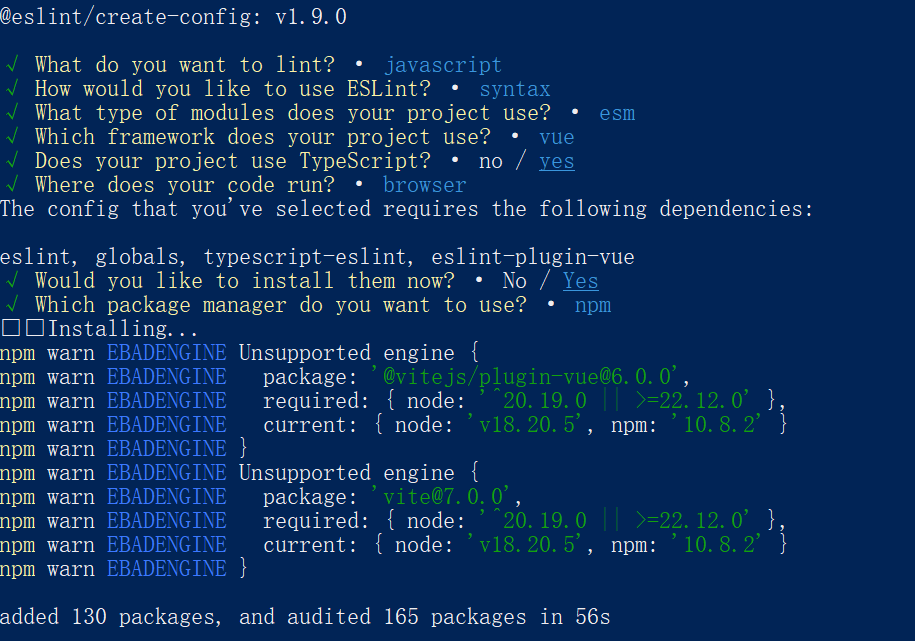 @eslint/create-config: v1.9.0
√ What do you want to lint? · javascript
√ How would you like to use ESLint? · syntax
√ What type of modules does your project use? · esm
√ Which framework does your project use? · vue
√ Does your project use TypeScript? · no / yes
√ Where does your code run? · browser
The config that you've selected requires the following dependencies:
eslint, globals, typescript-eslint, eslint-plugin-vue
√ Would you like to install them now? · No / Yes
√ Which package manager do you want to use? · npm
□□Installing...
npm warn EBADENGINE Unsupported engine {
npm warn EBADENGINE   package: '@vitejs/plugin-vue@6.0.0',
npm warn EBADENGINE   required: { node: '^20.19.0 || >=22.12.0' },
npm warn EBADENGINE   current: { node: 'v18.20.5', npm: '10.8.2' }
npm warn EBADENGINE }
npm warn EBADENGINE Unsupported engine {
npm warn EBADENGINE   package: 'vite@7.0.0',
npm warn EBADENGINE   required: { node: '^20.19.0 || >=22.12.0' },
npm warn EBADENGINE   current: { node: 'v18.20.5', npm: '10.8.2' }
npm warn EBADENGINE }
added 130 packages, and audited 165 packages in 56s